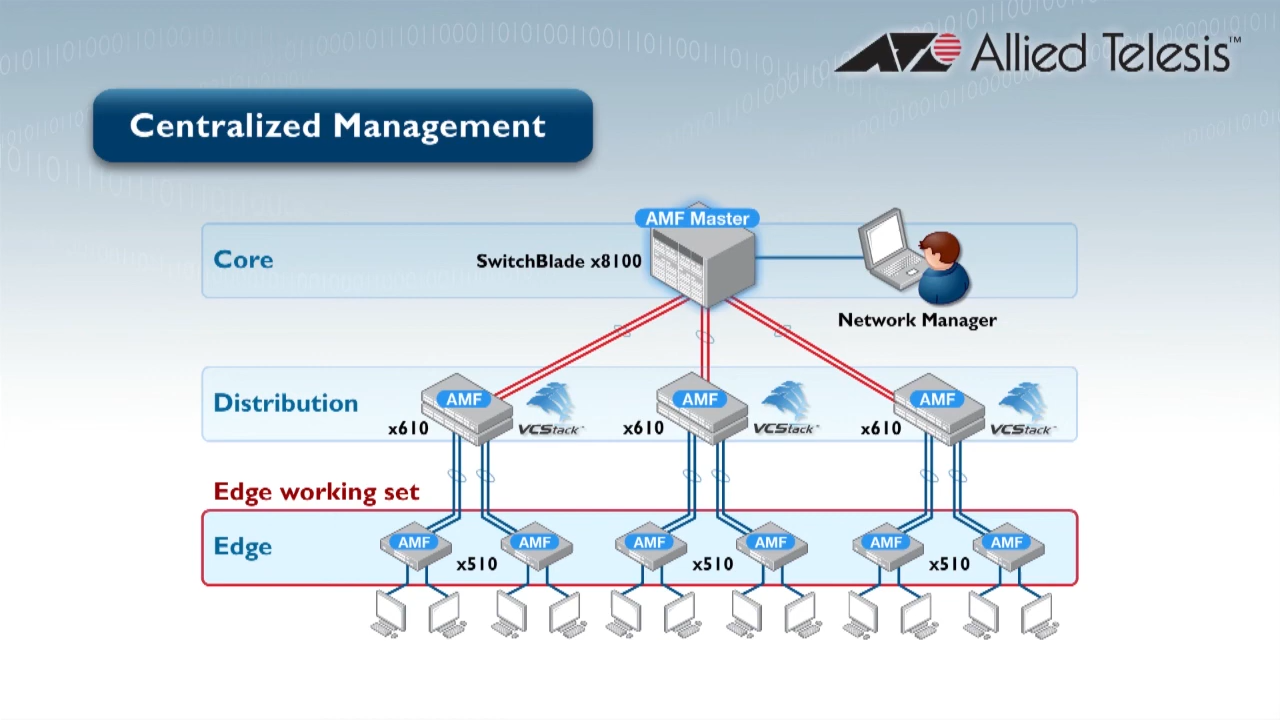 Allied Telesis™
Centralized Management
AMF Master
Core
SwitchBlade x8100
Network Manager
Distribution
AMF
x610
VCStack
AMF
x610
VCStack
AMF
x610
VCStack
Edge working set
Edge
AMF
x510
AMF
AMF
x510
AMF
AMF
x510
AMF